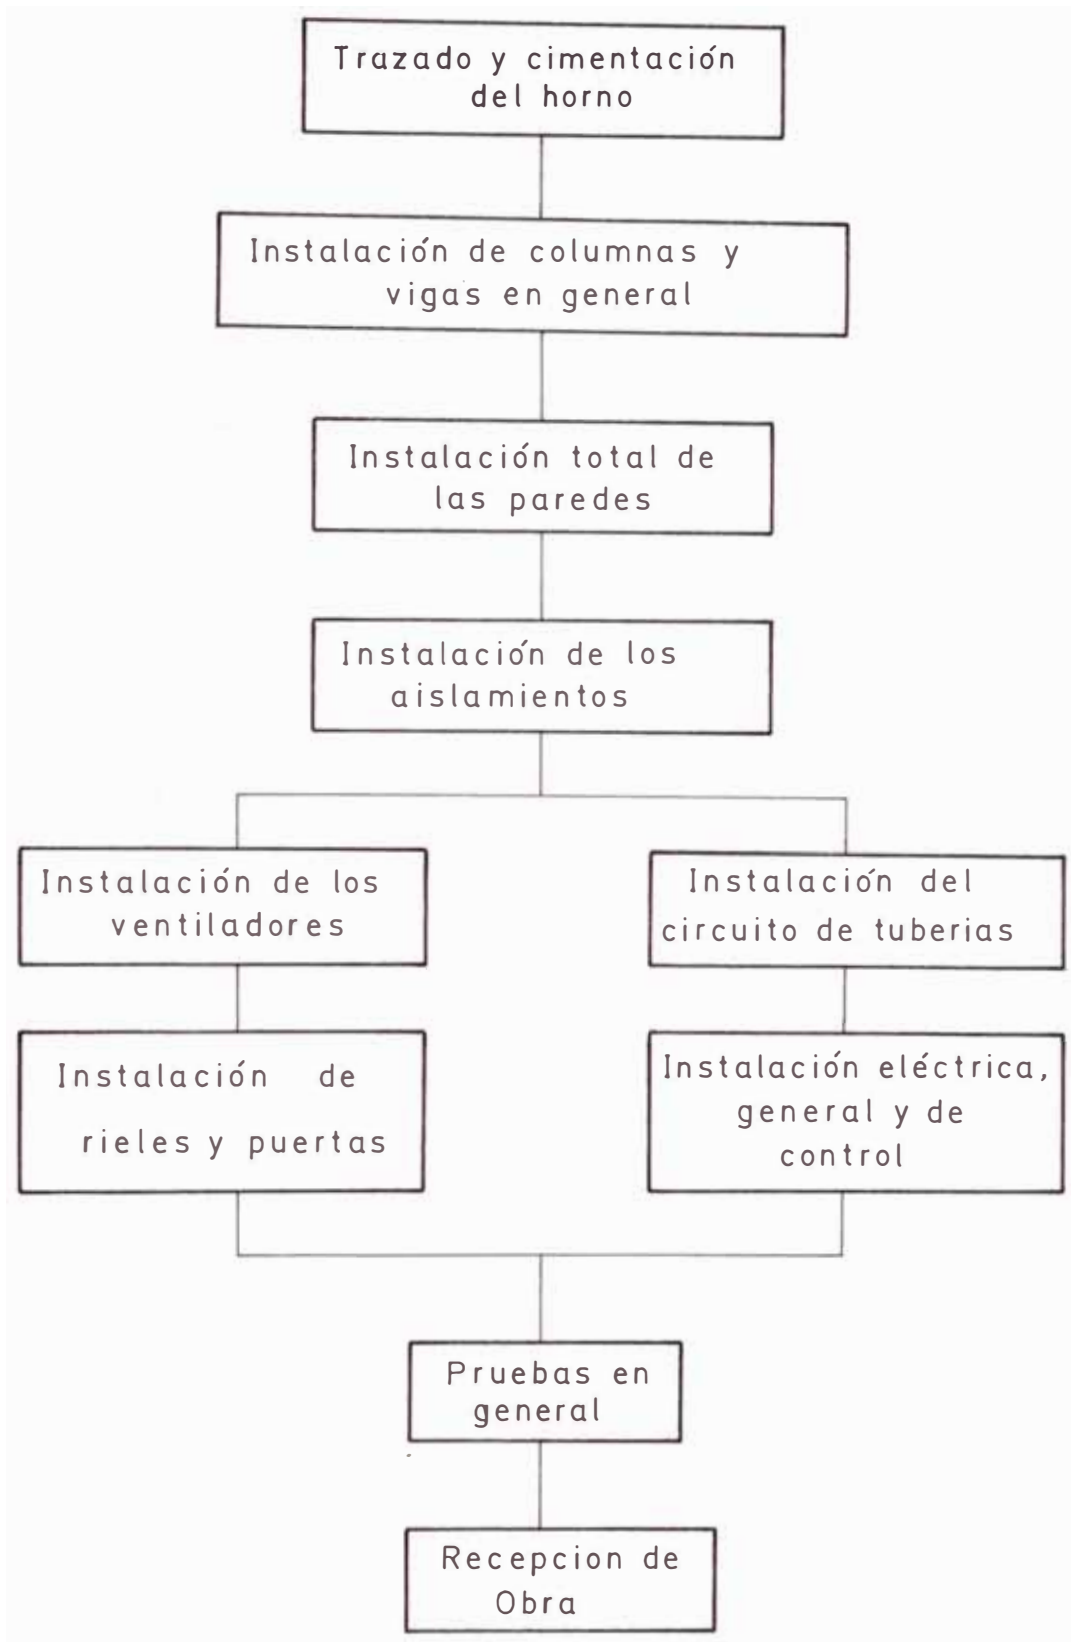 Trazado y cimentación
del horno
Instalación de columnas y
vigas en general
Instalación total de
las paredes
Instalación de los
aislamientos
Instalación de los
ventiladores
Instalación del
circuito de tuberias
Instalación de
rieles y puertas
Instalación eléctrica,
general y de
control
Pruebas en
general
Recepcion de
Obra